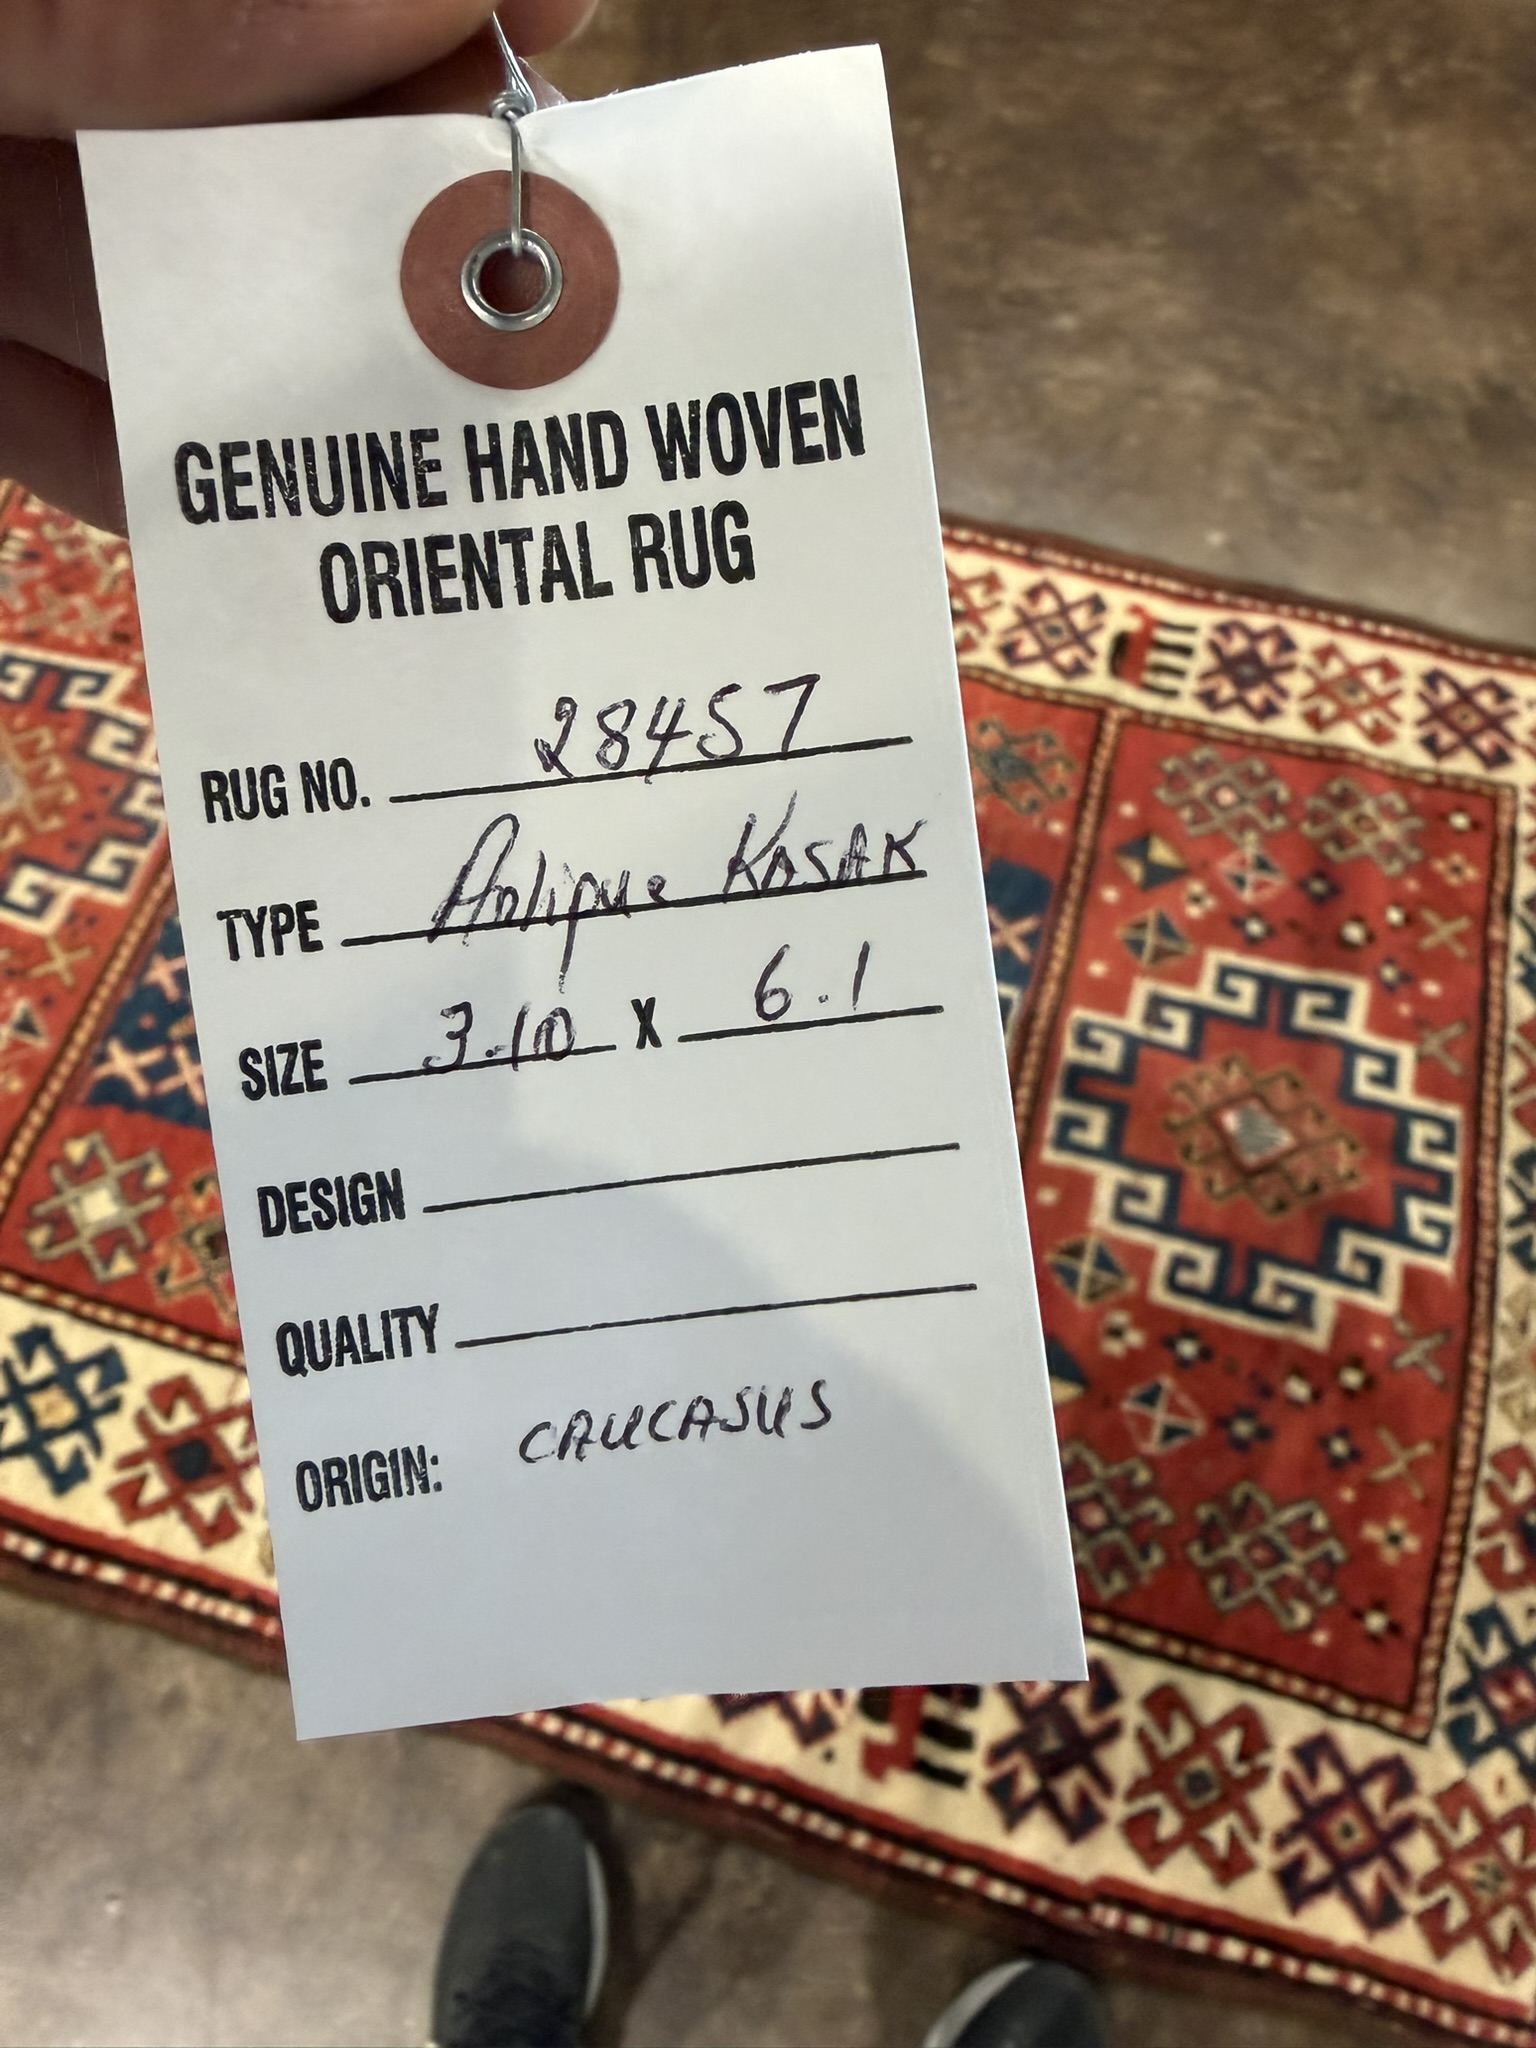 GENUINE HAND WOVEN
ORIENTAL RUG
RUG NO. 28457
TYPE Antique KASAK
SIZE 3.10 X 6.1
DESIGN
QUALITY
ORIGIN: CAUCASUS